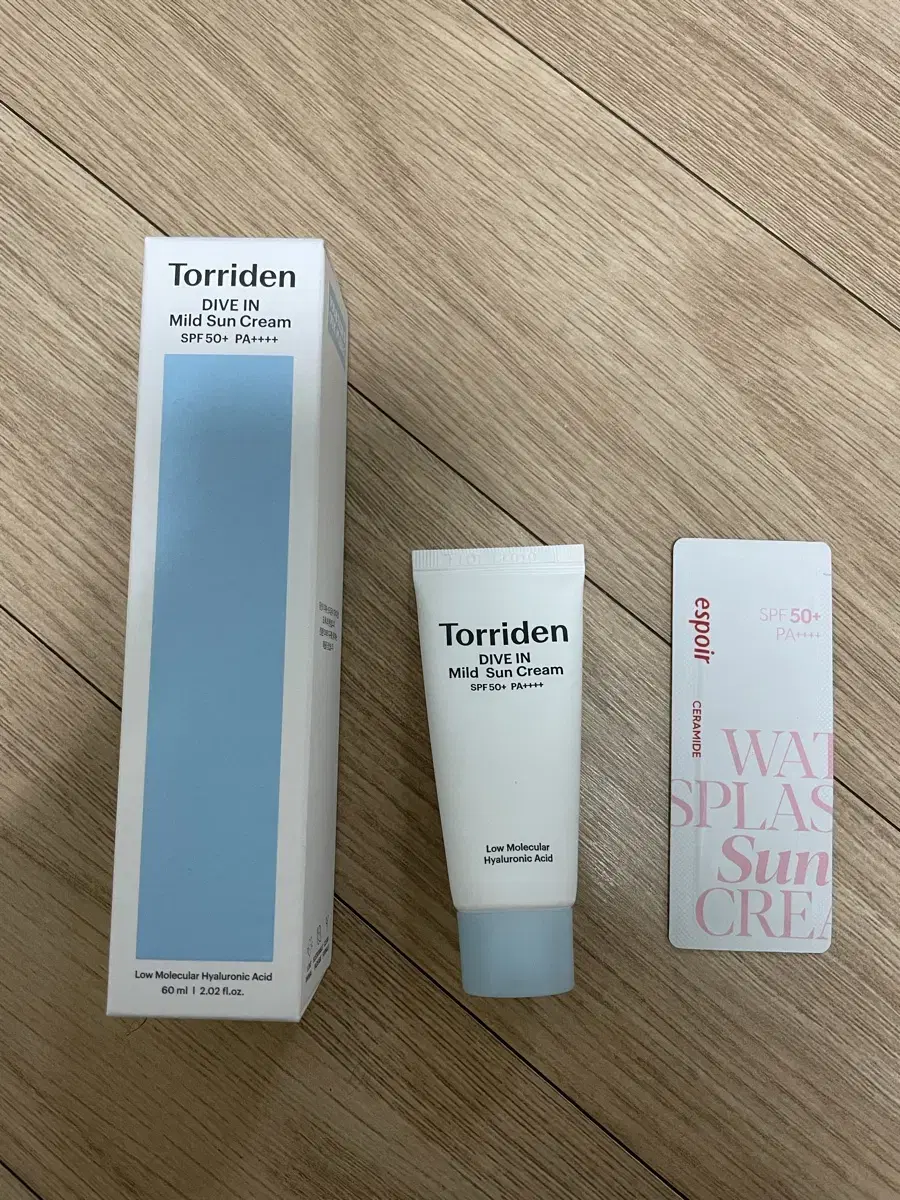 Torriden
DIVE IN
Mild Sun Cream
SPF 50+ PA++++
Low Molecular Hyaluronic Acid
60 ml | 2.02 fl.oz.
Torriden
DIVE IN
Mild Sun Cream
SPF 50+ PA++++
Low Molecular
Hyaluronic Acid
espoir
CERAMIDE
SPF 50+
PA++++
WAT
SPLAS
Sun
CREA